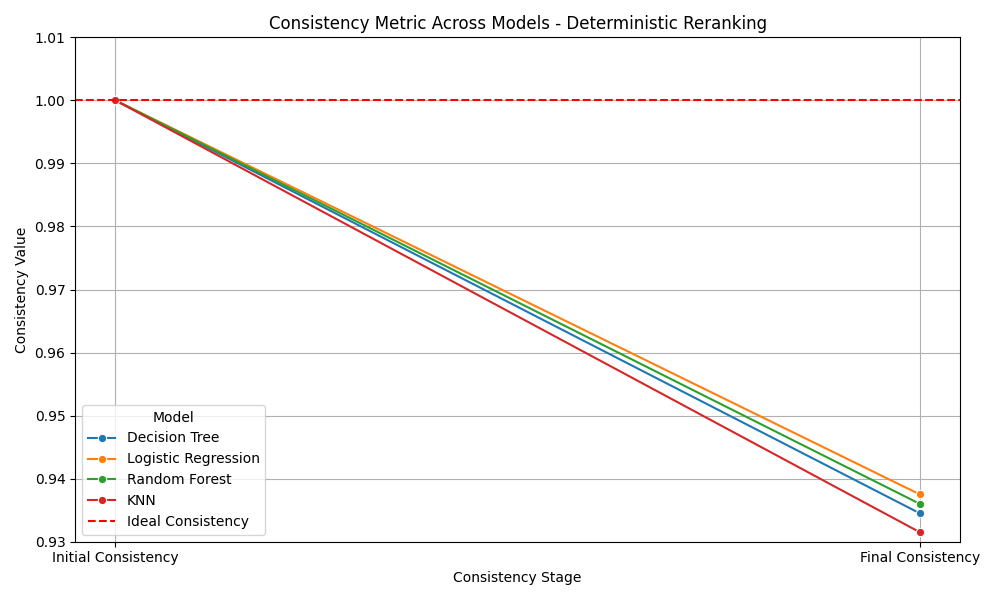 Consistency Metric Across Models - Deterministic Reranking
1.01
1.00
0.99
0.98
0.97
0.96
0.95
0.94
0.93
Consistency Value
Model
Decision Tree
Logistic Regression
Random Forest
KNN
Ideal Consistency
Initial Consistency
Final Consistency
Consistency Stage